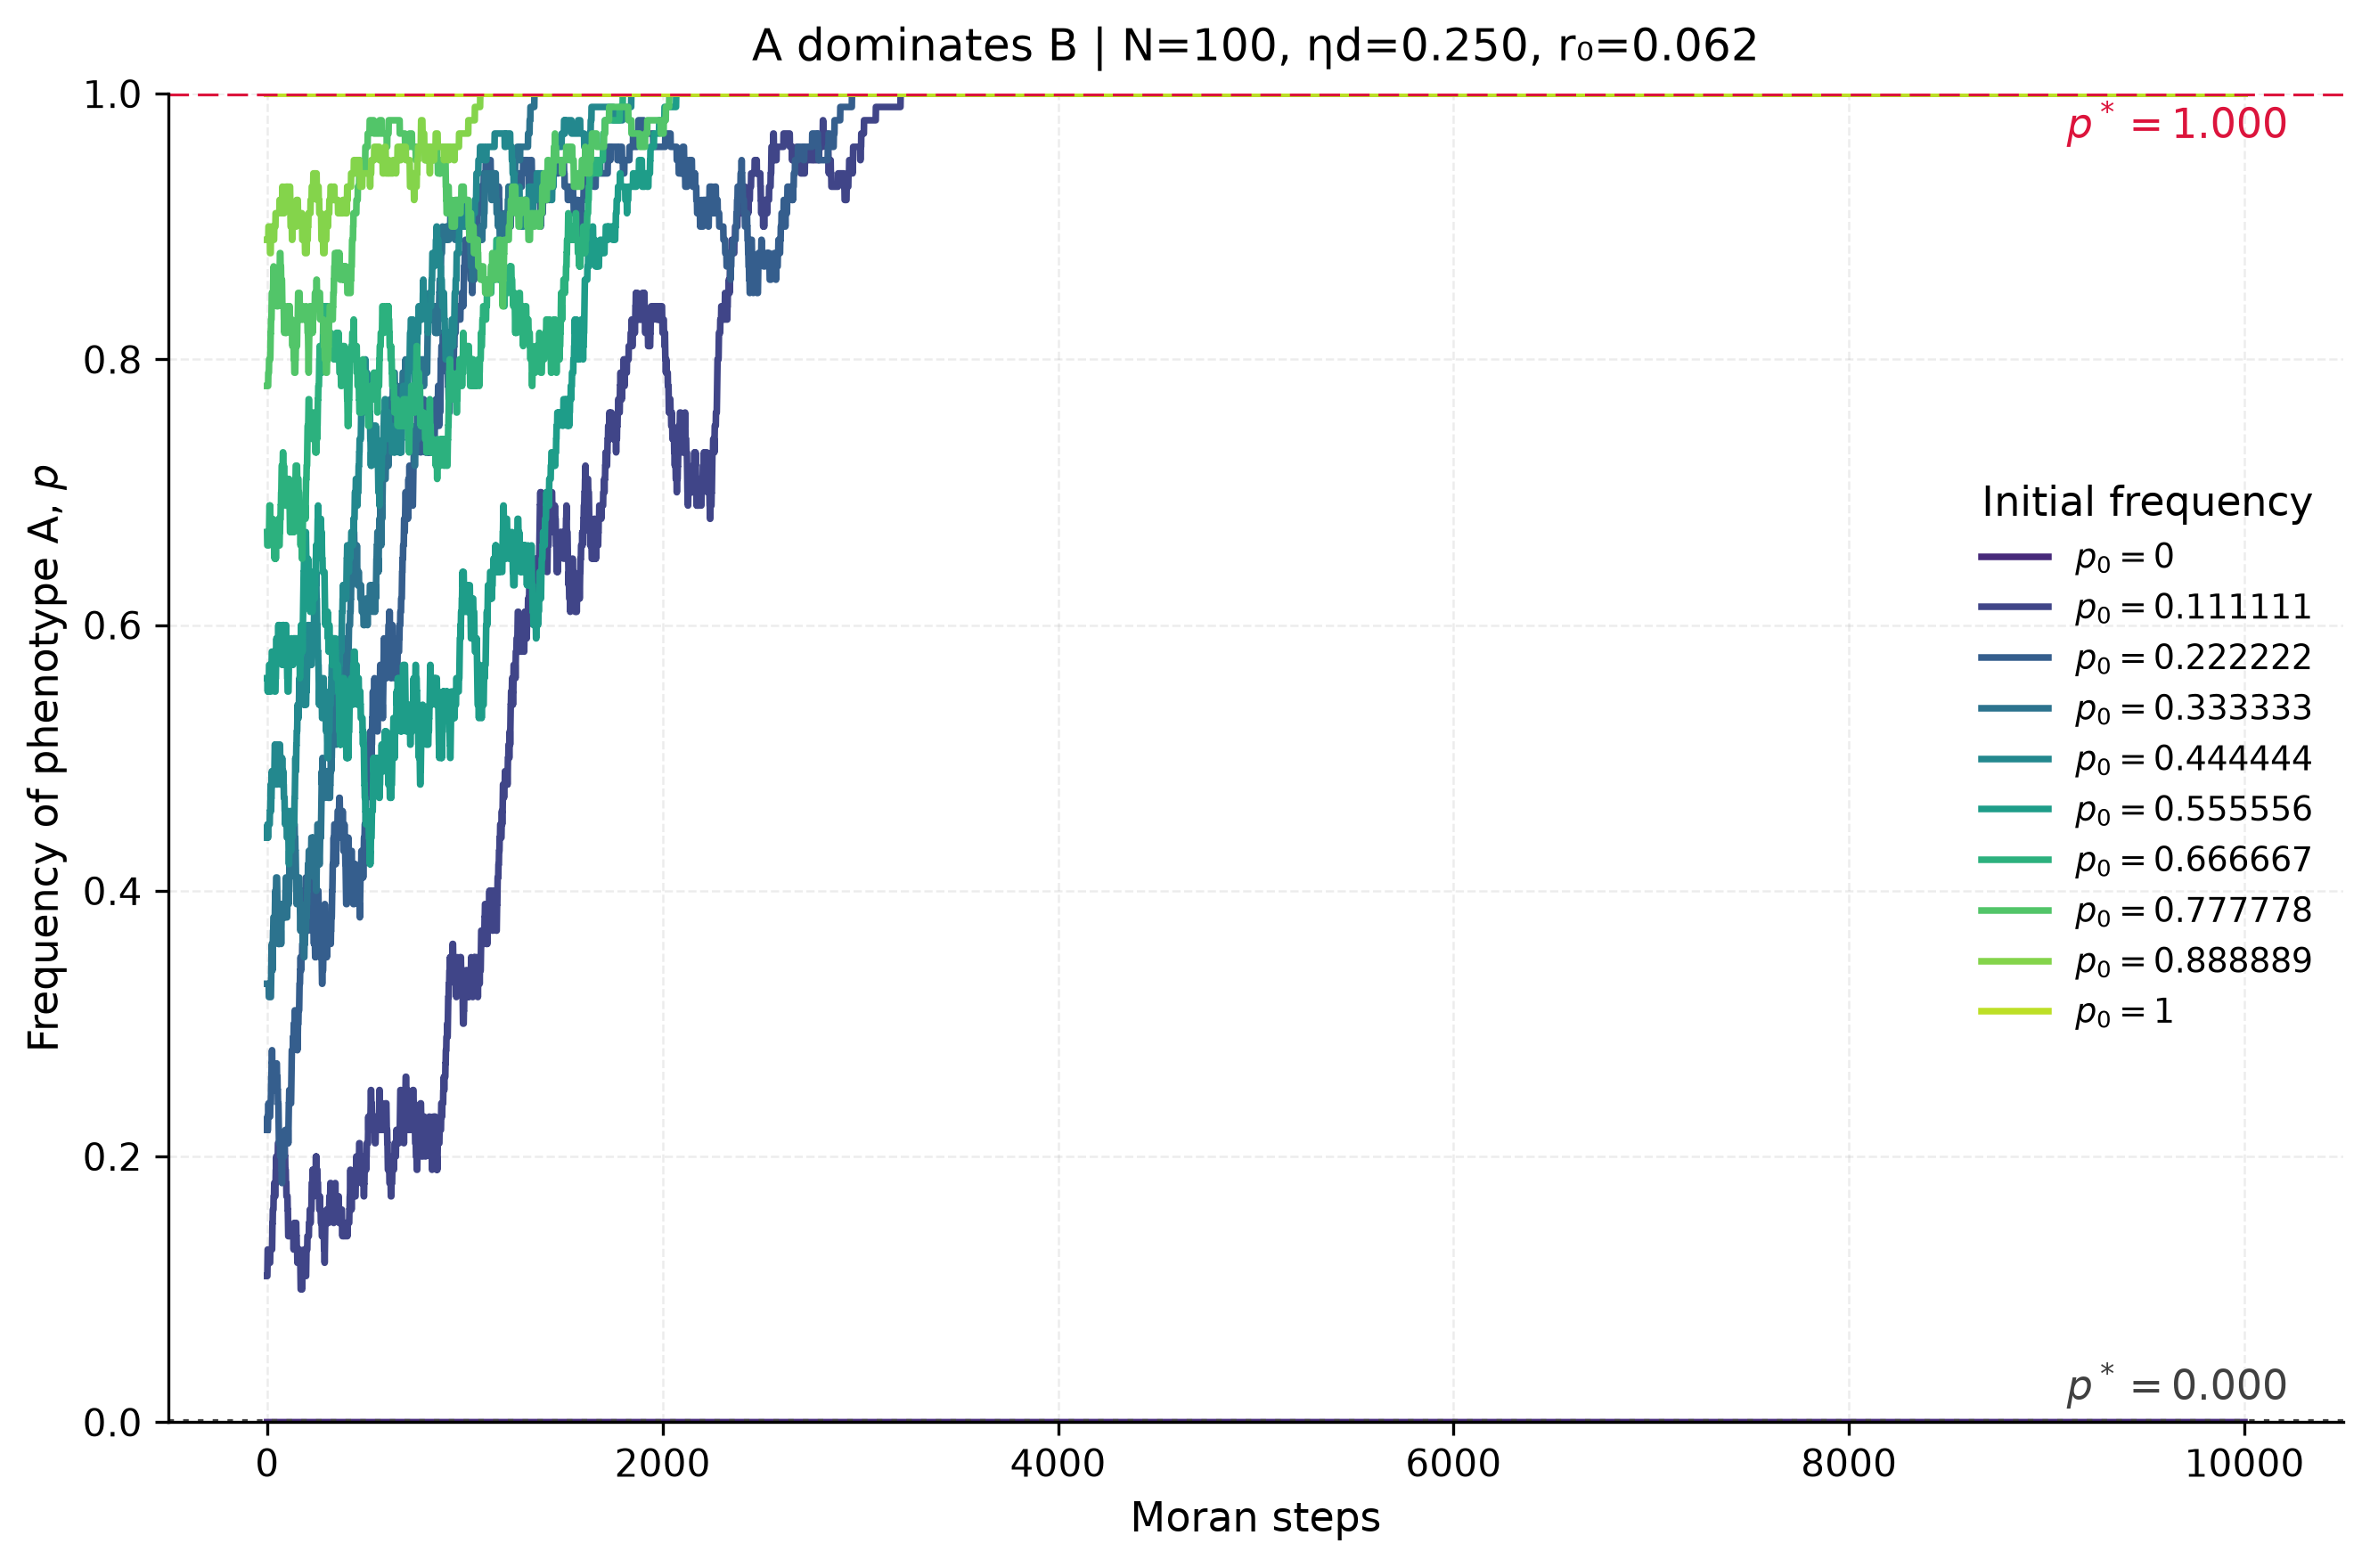 A dominates B | N=100, ηd=0.250, r₀=0.062
Frequency of phenotype A, p
1.0
0.8
0.6
0.4
0.2
0.0
p* = 1.000
Initial frequency
p₀ = 0
p₀ = 0.111111
p₀ = 0.222222
p₀ = 0.333333
p₀ = 0.444444
p₀ = 0.555556
p₀ = 0.666667
p₀ = 0.777778
p₀ = 0.888889
p₀ = 1
p* = 0.000
0 2000 4000 6000 8000 10000
Moran steps